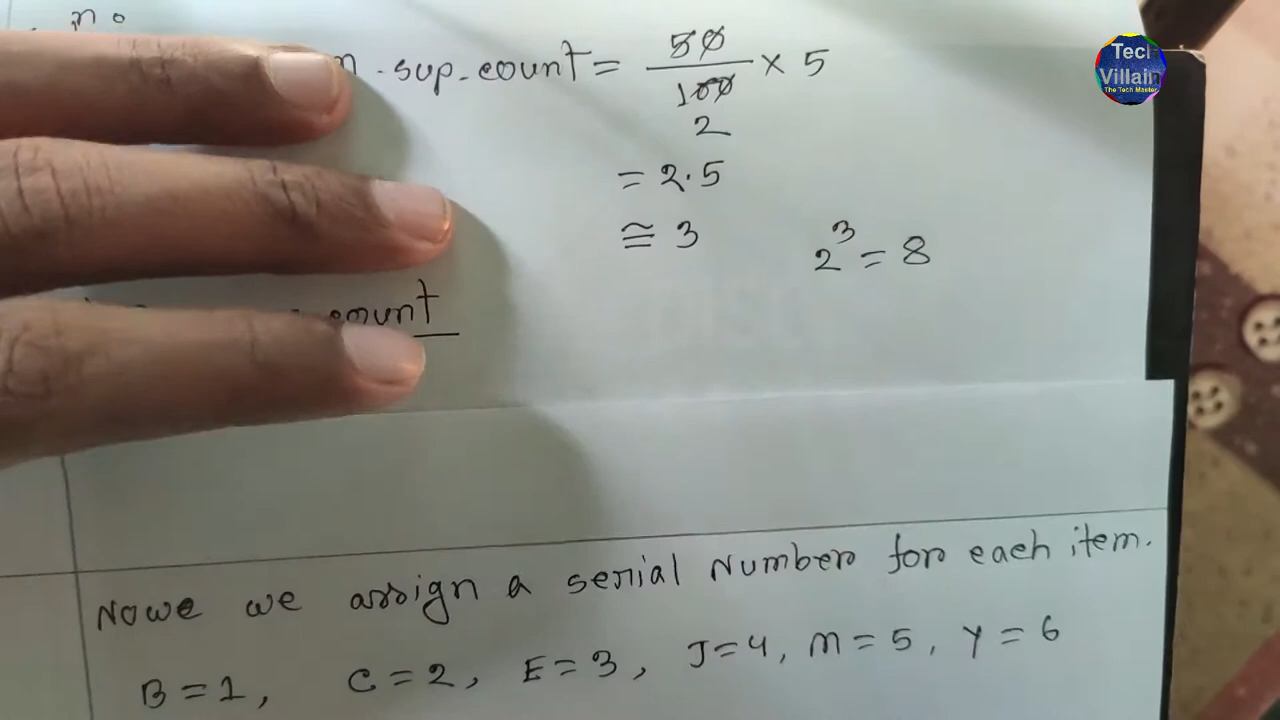 no
Tech
Villain
The Tech Master
n. sup. count = 50/100 × 5
2
= 2.5
≅ 3
2³ = 8
count
Nowe we assign a serial Number for each item.
B = 1, C = 2, E = 3, J = 4, M = 5, Y = 6